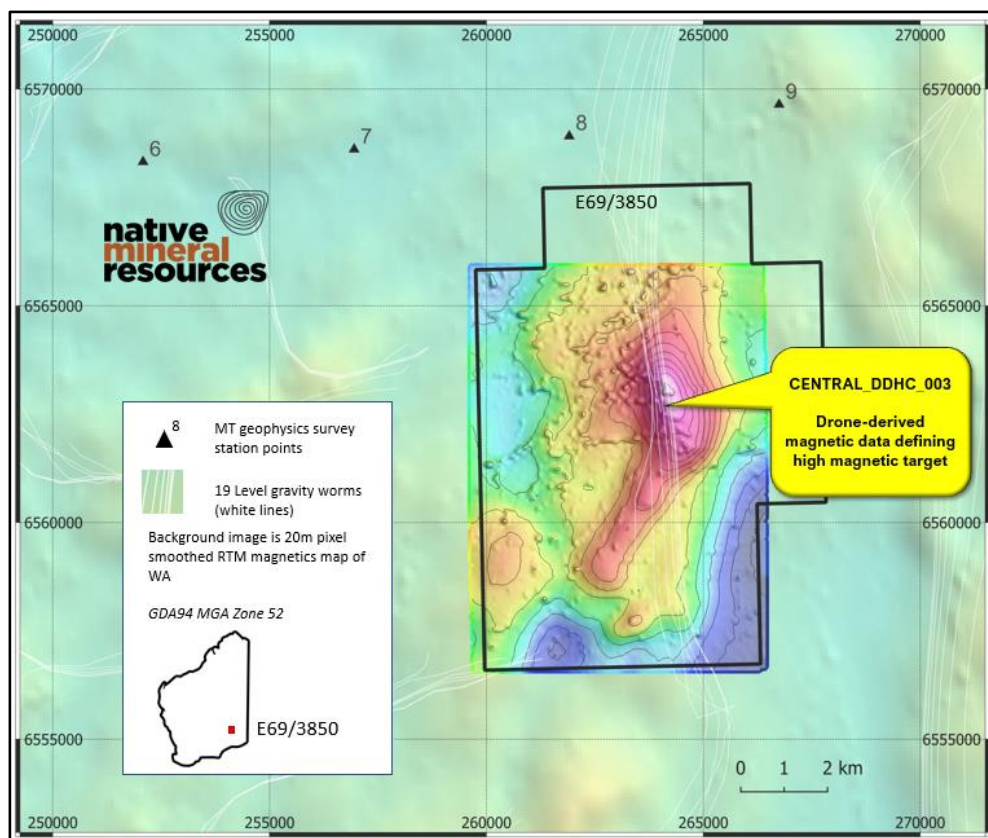 250000
255000
260000
265000
270000
6570000
6570000
6
7
8
9
E69/3850
native
mineral
resources
6565000
6565000
CENTRAL_DDHC_003
Drone-derived
magnetic data defining
high magnetic target
8
MT geophysics survey
station points
19 Level gravity worms
(white lines)
Background image is 20m pixel
smoothed RTM magnetics map of
WA
GDA94 MGA Zone 52
E69/3850
6560000
6560000
6555000
6555000
0 1 2 km
250000
255000
260000
265000
270000